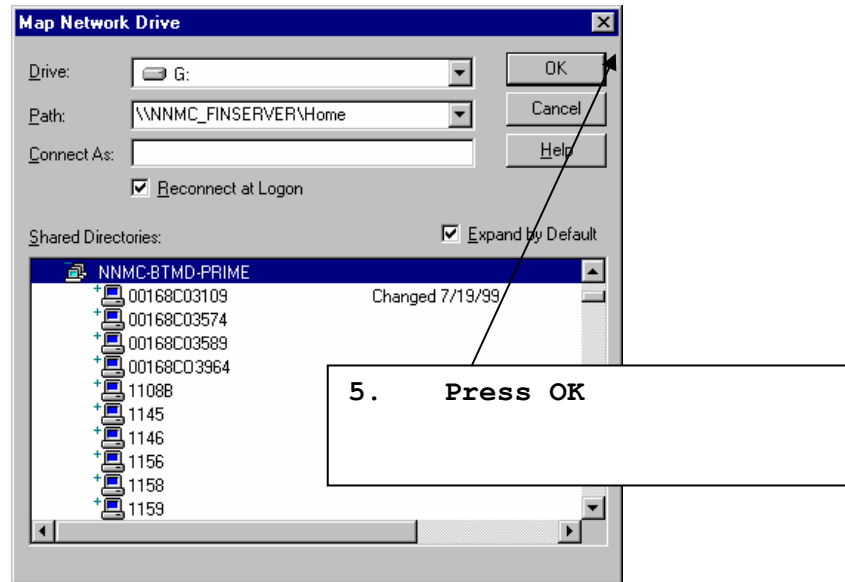 Map Network Drive
Drive: G: OK
Path: \\NNMC_FINSERVER\Home Cancel
Connect As: Help
Reconnect at Logon
Shared Directories: Expand by Default
NNMC-BTMD-PRIME
00168C03109 Changed 7/19/99
00168C03574
00168C03589
00168CO3964
1108B
1145
1146
1156
1158
1159
5. Press OK